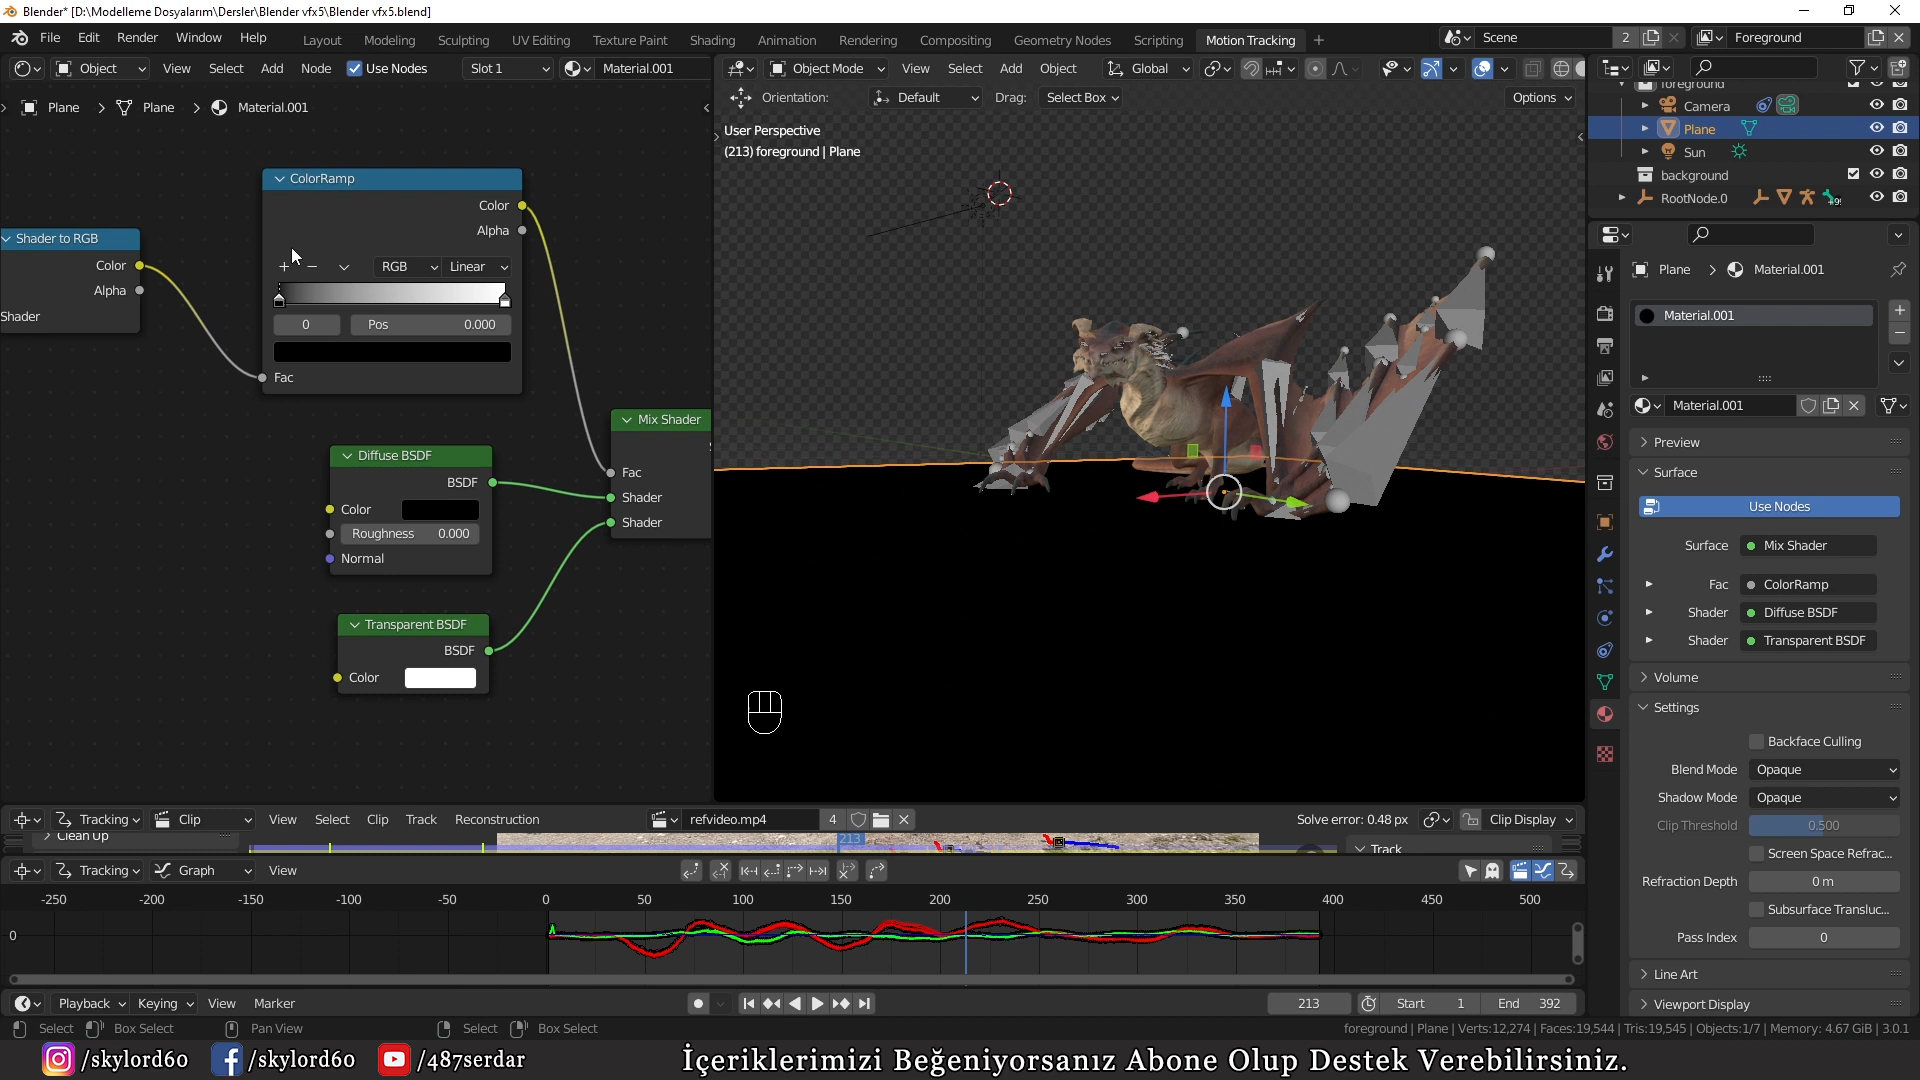 Blender* [D:\Modelleme Dosyalarım\Dersler\Blender vfx5\Blender vfx5.blend]
File Edit Render Window Help Layout Modeling Sculpting UV Editing Texture Paint Shading Animation Rendering Compositing Geometry Nodes Scripting Motion Tracking Scene 2 Foreground
Object View Select Add Node Use Nodes Slot 1 Material.001 Object Mode View Select Add Object Global
Orientation: Default Drag: Select Box Options
Plane Plane Material.001
User Perspective
(213) foreground | Plane
foreground
Camera
Plane
Sun
background
RootNode.0
ColorRamp
Color
Alpha
RGB Linear
0 Pos 0.000
Fac
Shader to RGB
Color
Alpha
Shader
Diffuse BSDF
BSDF
Color
Roughness 0.000
Normal
Transparent BSDF
BSDF
Color
Mix Shader
Fac
Shader
Shader
Plane Material.001
Material.001
Material.001
Preview
Surface
Use Nodes
Surface Mix Shader
Fac ColorRamp
Shader Diffuse BSDF
Shader Transparent BSDF
Volume
Settings
Backface Culling
Blend Mode Opaque
Shadow Mode Opaque
Clip Threshold 0.500
Screen Space Refrac...
Refraction Depth 0 m
Subsurface Transluc...
Pass Index 0
Line Art
Viewport Display
Tracking Clip View Select Clip Track Reconstruction refvideo.mp4 4 Solve error: 0.48 px Clip Display
Clean Up 213 Track
Tracking Graph View
-250 -200 -150 -100 -50 0 50 100 150 200 250 300 350 400 450 500
0
Playback Keying View Marker 213 Start 1 End 392
Select Box Select Pan View Select Box Select foreground | Plane | Verts:12,274 | Faces:19,544 | Tris:19,545 | Objects:1/7 | Memory: 4.67 GiB | 3.0.1
/skylord60 /skylord60 /487serdar İçeriklerimizi Beğeniyorsanız Abone Olup Destek Verebilirsiniz.